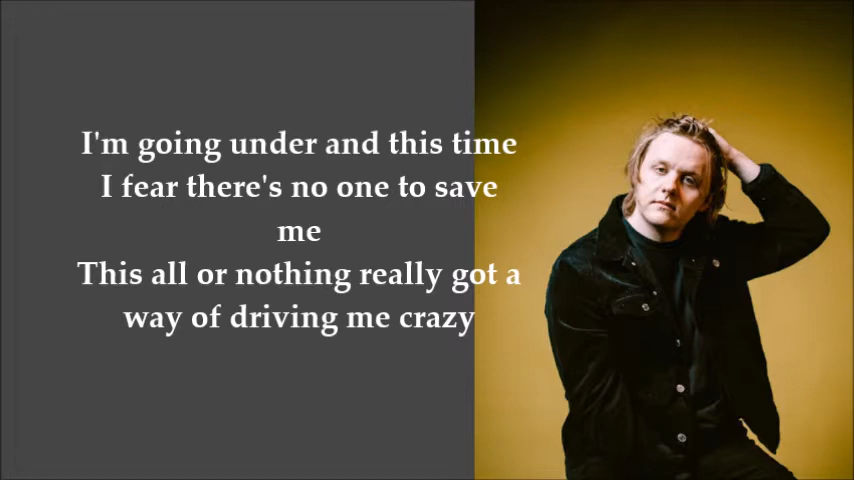 I'm going under and this time
I fear there's no one to save
me
This all or nothing really got a
way of driving me crazy